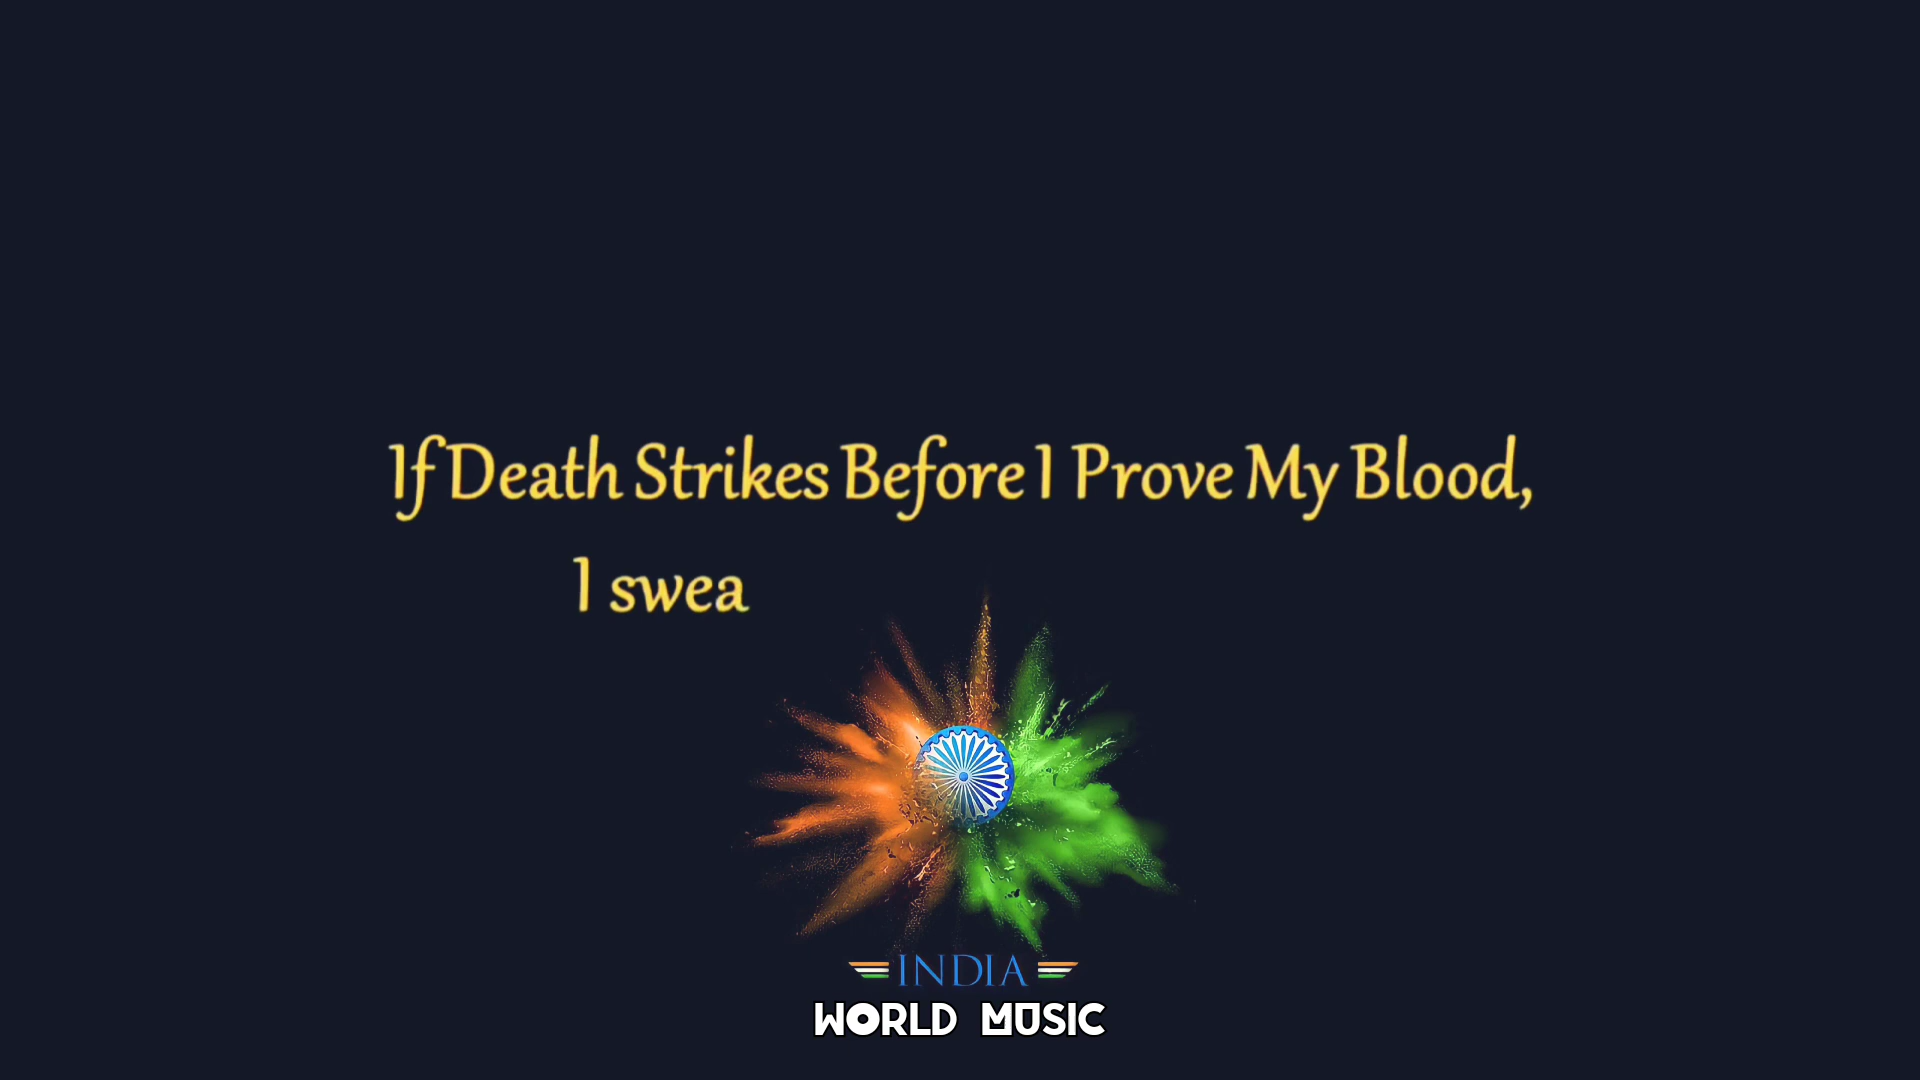 If Death Strikes Before I Prove My Blood,
I swea
INDIA
WORLD MUSIC